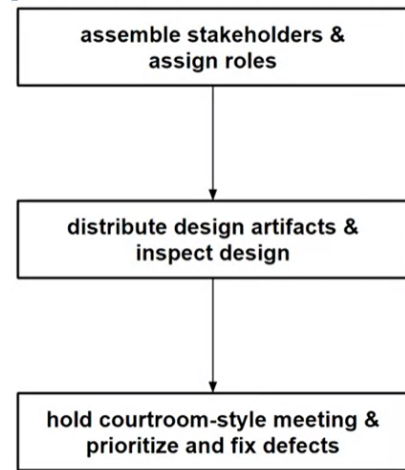 assemble stakeholders &
assign roles
distribute design artifacts &
inspect design
hold courtroom-style meeting &
prioritize and fix defects